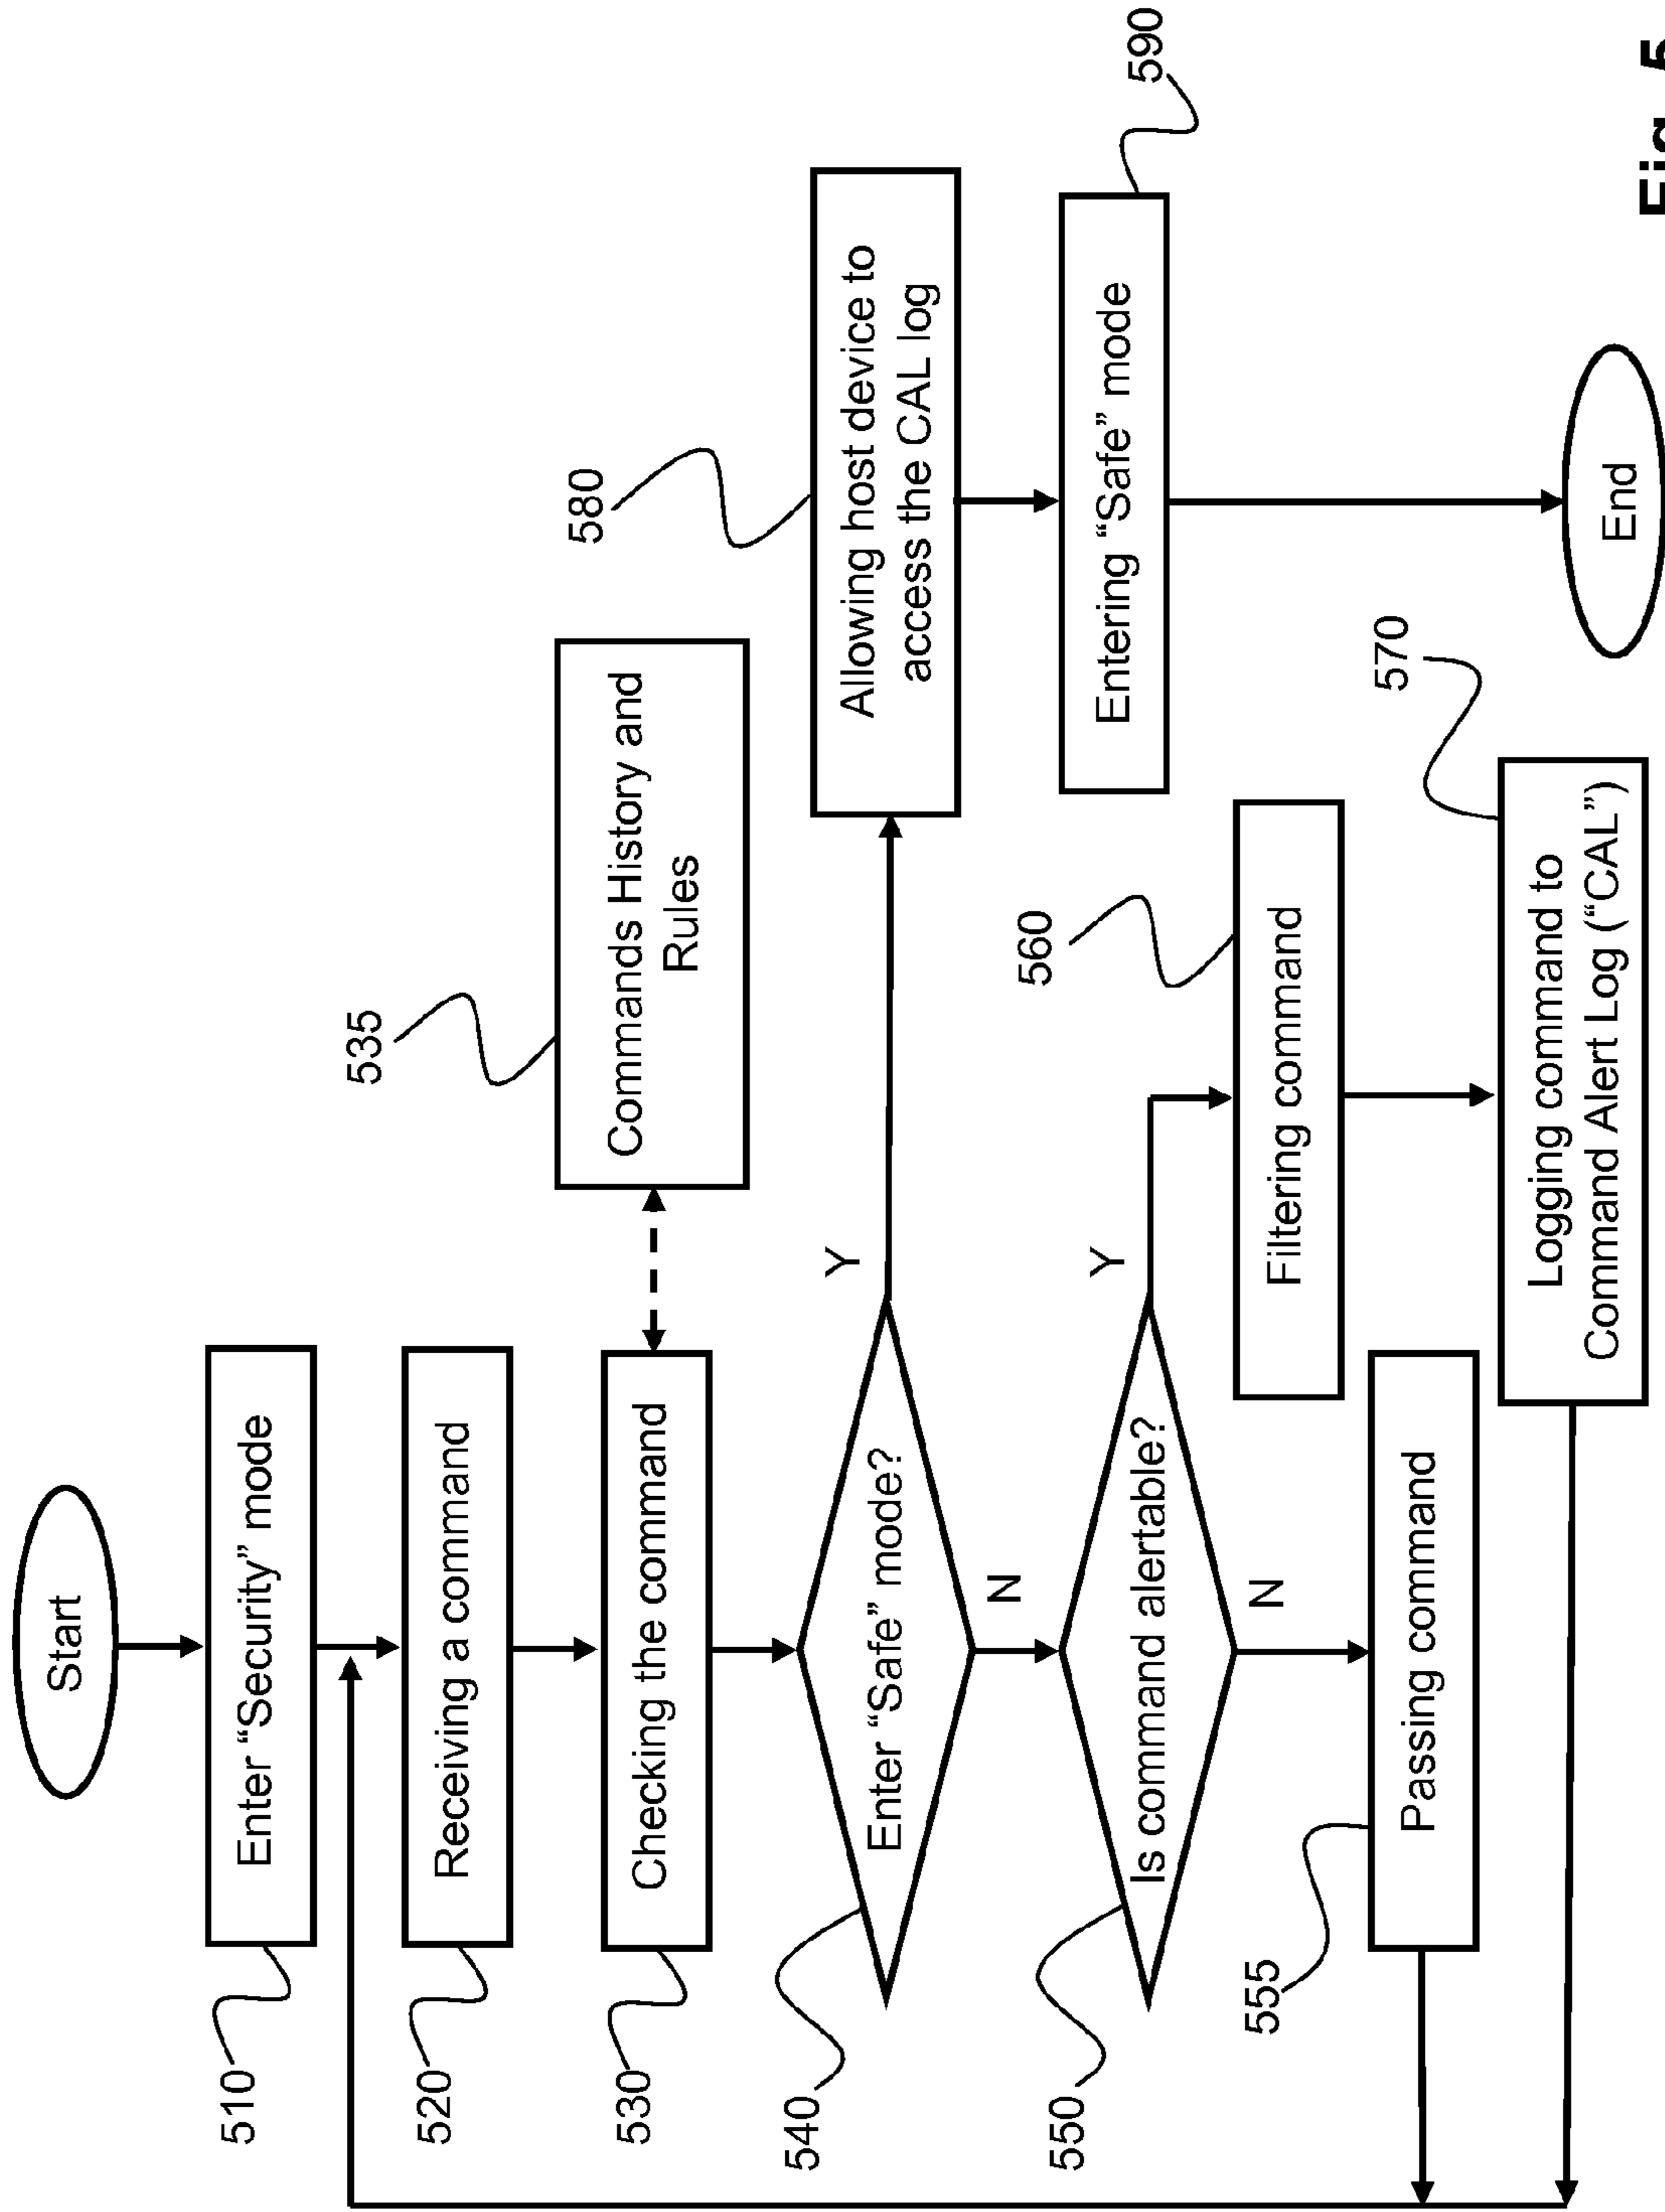 Start
510
Enter “Security” mode
520
Receiving a command
530
Checking the command
535
Commands History and
Rules
540
Enter “Safe” mode?
Y
N
580
Allowing host device to
access the CAL log
590
Entering “Safe” mode
550
Is command alertable?
Y
N
560
Filtering command
555
Passing command
570
Logging command to
Command Alert Log (“CAL”)
End
Fig. 5